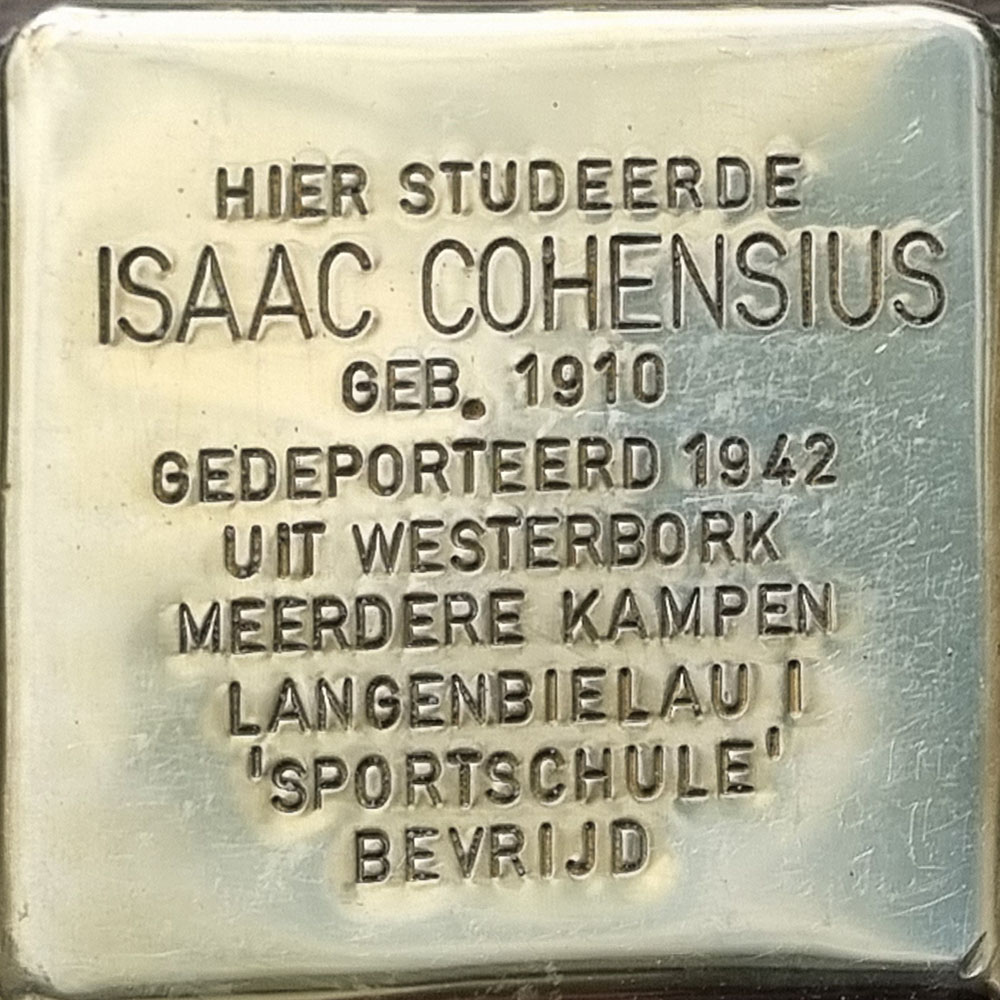 HIER STUDEERDE
ISAAC COHENSIUS
GEB. 1910
GEDEPORTEERD 1942
UIT WESTERBORK
MEERDERE KAMPEN
LANGENBIELAU I
'SPORTSCHULE'
BEVRIJD